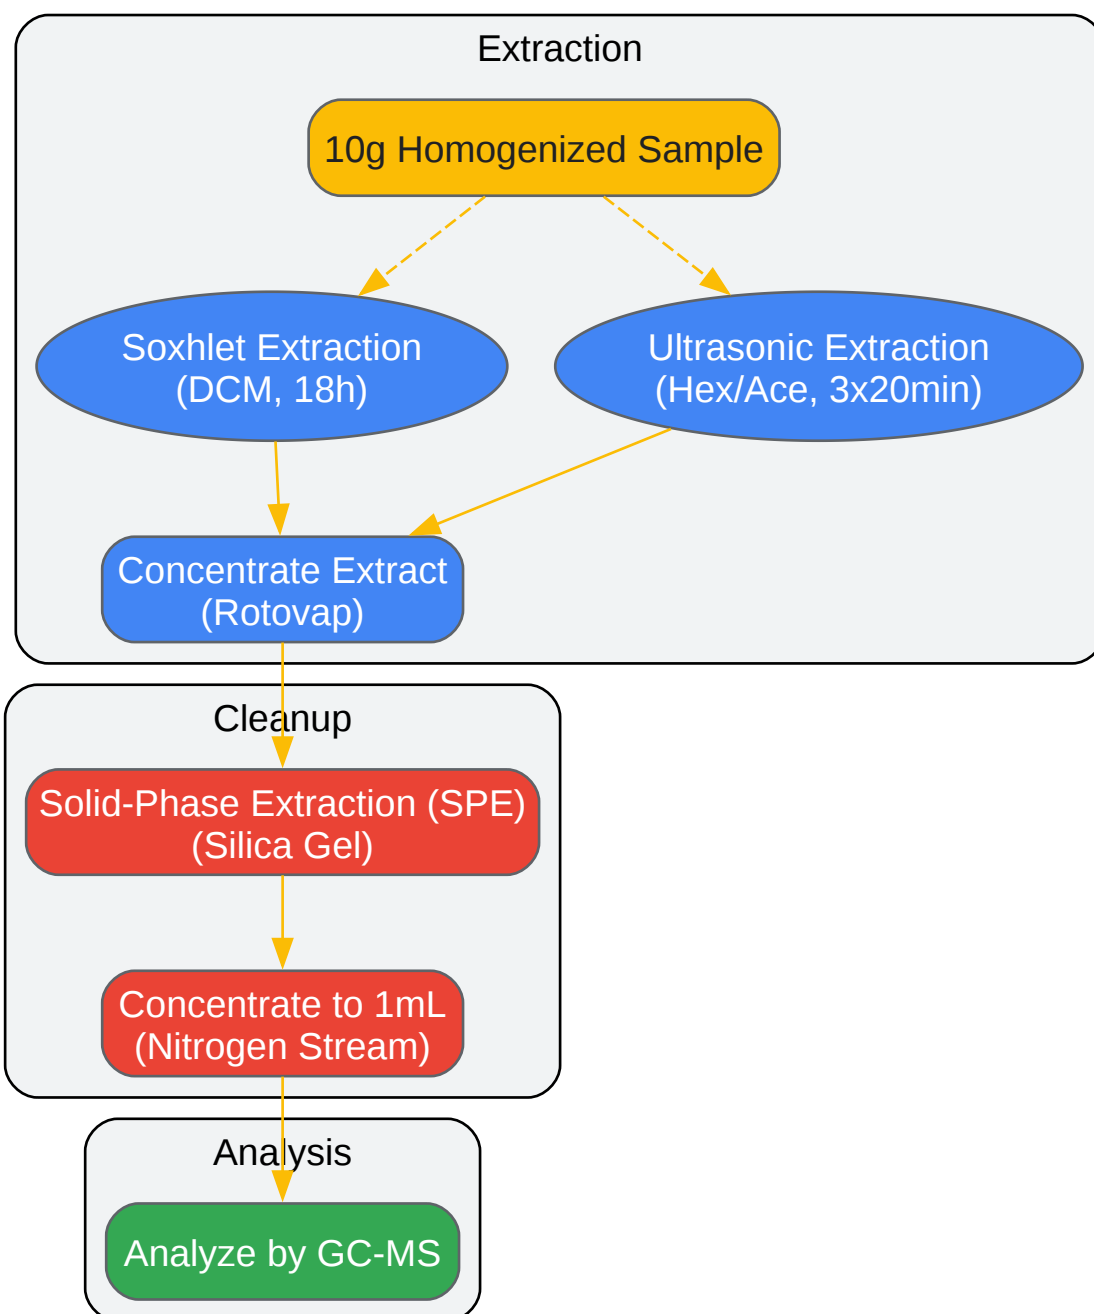 Extraction
10g Homogenized Sample
Soxhlet Extraction
(DCM, 18h)
Ultrasonic Extraction
(Hex/Ace, 3x20min)
Concentrate Extract
(Rotovap)
Cleanup
Solid-Phase Extraction (SPE)
(Silica Gel)
Concentrate to 1mL
(Nitrogen Stream)
Analysis
Analyze by GC-MS